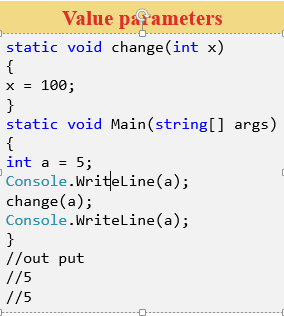 Value parameters
static void change(int x)
{
x = 100;
}
static void Main(string[] args)
{
int a = 5;
Console.WriteLine(a);
change(a);
Console.WriteLine(a);
}
//out put
//5
//5